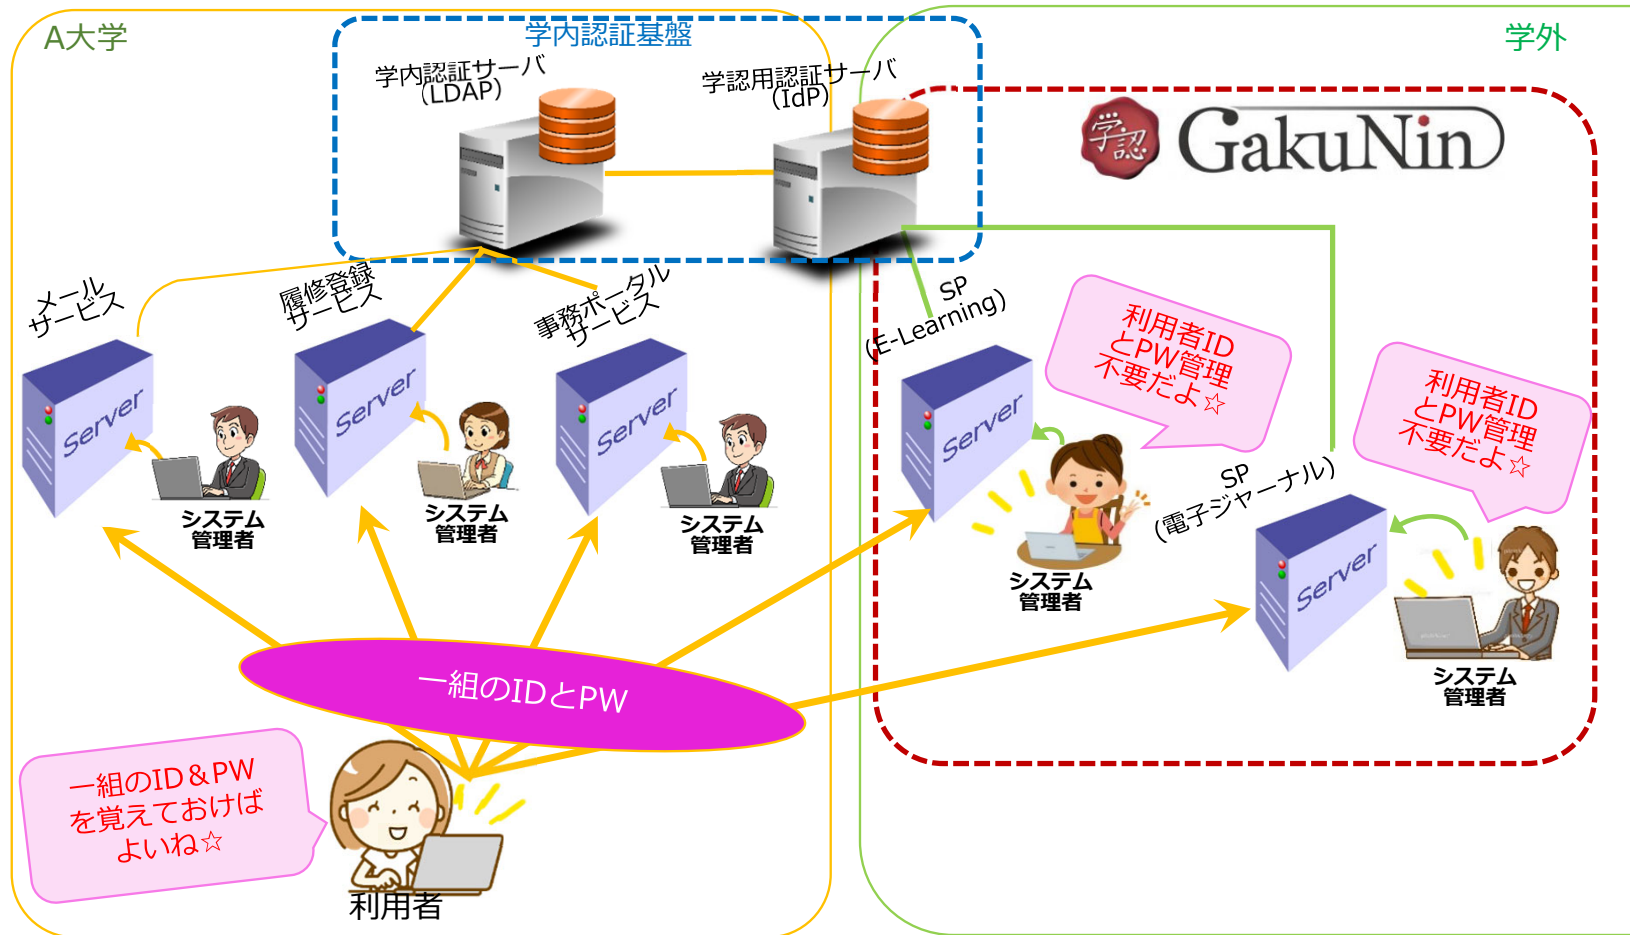 A大学
学内認証基盤
学外
学内認証サーバ
（LDAP）
学認用認証サーバ
（IdP）
学認
GakuNin
メール
サービス
履修登録
サービス
事務ポータル
サービス
SP
（E-Learning）
利用者ID
とPW管理
不要だよ☆
利用者ID
とPW管理
不要だよ☆
Server
Server
Server
Server
SP
（電子ジャーナル）
Server
システム
管理者
システム
管理者
システム
管理者
システム
管理者
システム
管理者
一組のIDとPW
一組のID＆PW
を覚えておけば
よいね☆
利用者